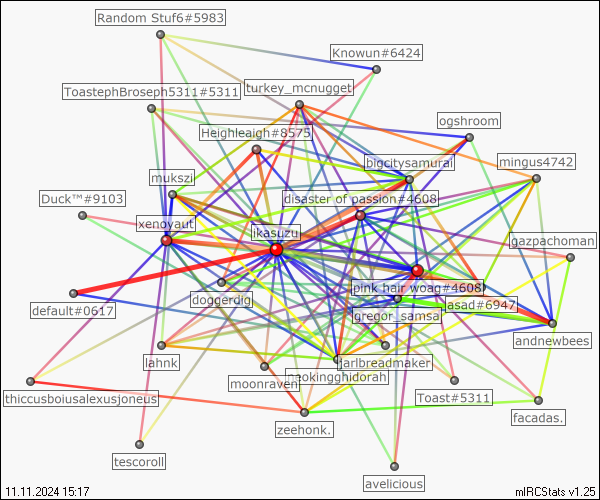 Random Stuf6#5983
Knowun#6424
ToastephBroseph5311#5311
turkey_mcnugget
ogshroom
Heighleaigh#8575
bigcitysamurai
mingus4742
mukszi
Duck™#9103
disaster of passion#4608
xenoyaut
ikasuzu
gazpachoman
pink hair woag#4608
doggerdig
asad#6947
default#0617
gregor_samsa
andnewbees
lahnk
jarlbreadmaker
moonraven
naokingghidorah
thiccusboiusalexusjoneus
Toast#5311
facadas.
zeehonk.
tescoroll
avelicious
11.11.2024 15:17
mIRCStats v1.25